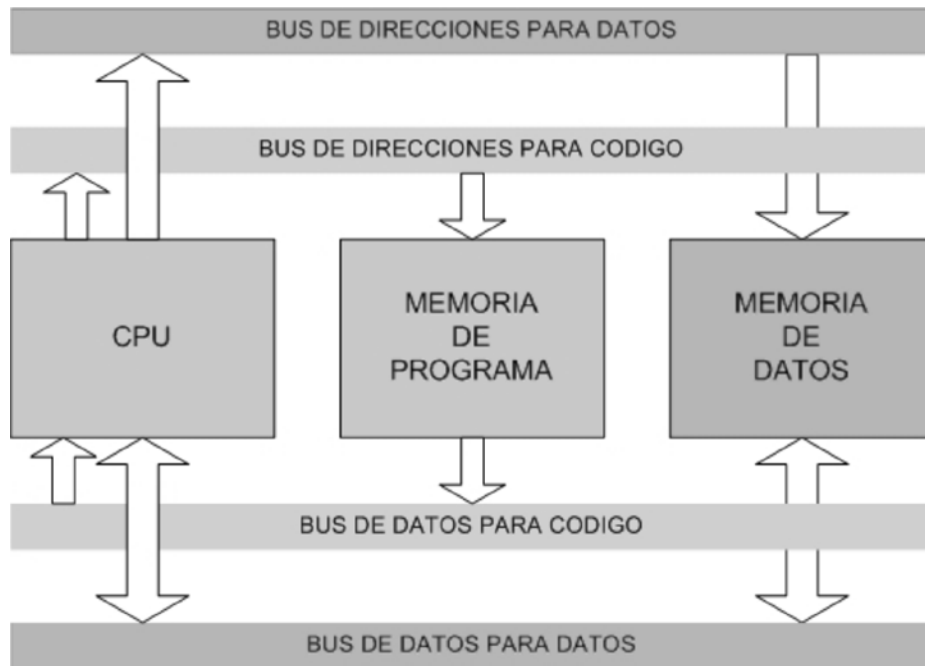 BUS DE DIRECCIONES PARA DATOS
BUS DE DIRECCIONES PARA CODIGO
CPU
MEMORIA
DE
PROGRAMA
MEMORIA
DE
DATOS
BUS DE DATOS PARA CODIGO
BUS DE DATOS PARA DATOS